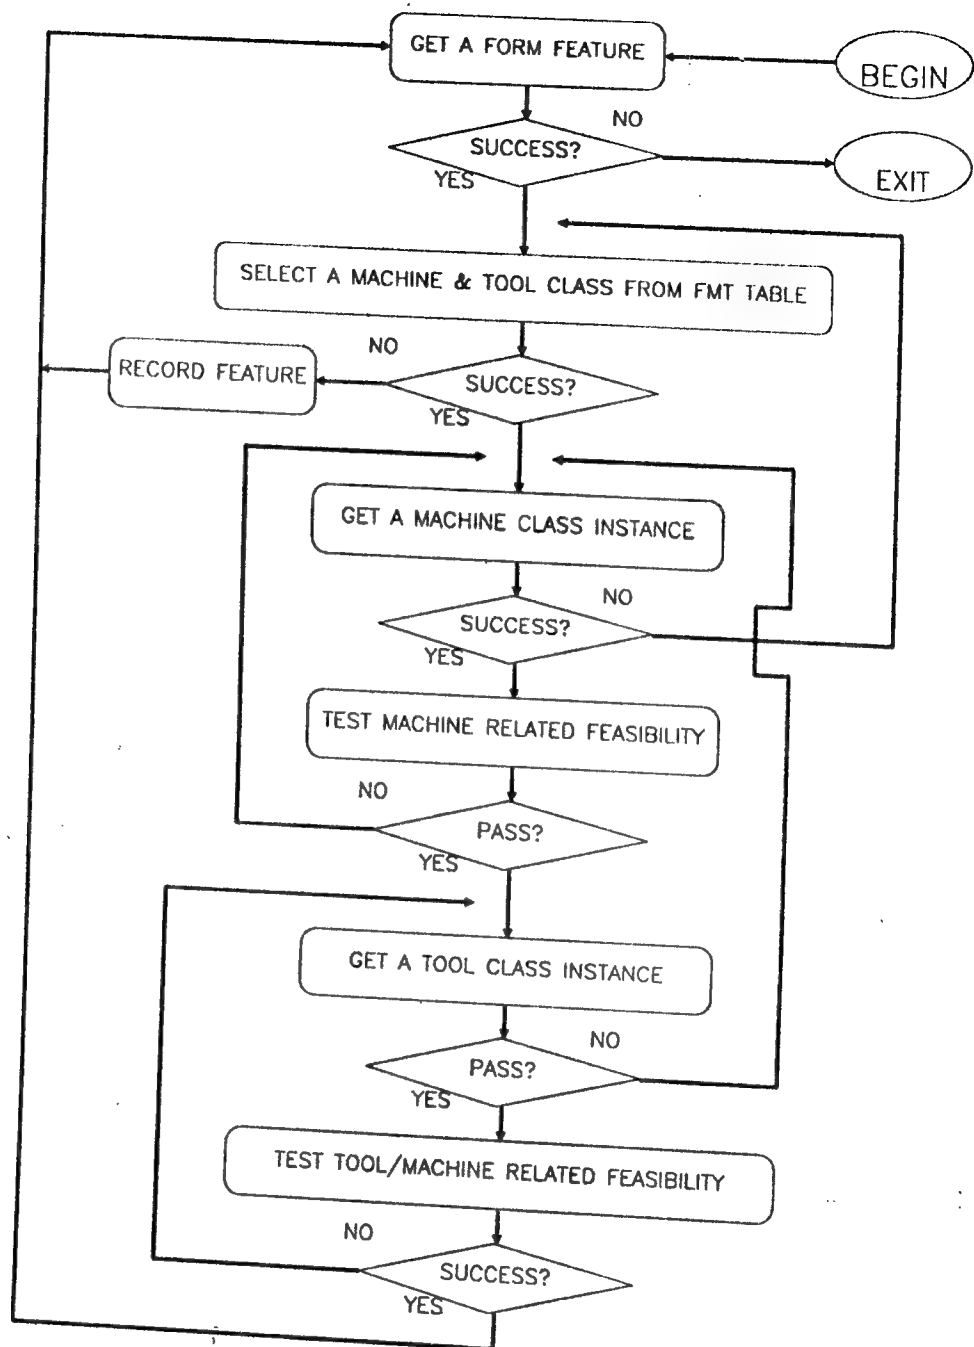 GET A FORM FEATURE
BEGIN
NO
SUCCESS?
YES
EXIT
SELECT A MACHINE & TOOL CLASS FROM FMT TABLE
NO
RECORD FEATURE
SUCCESS?
YES
GET A MACHINE CLASS INSTANCE
NO
SUCCESS?
YES
TEST MACHINE RELATED FEASIBILITY
NO
PASS?
YES
GET A TOOL CLASS INSTANCE
NO
PASS?
YES
TEST TOOL/MACHINE RELATED FEASIBILITY
NO
SUCCESS?
YES